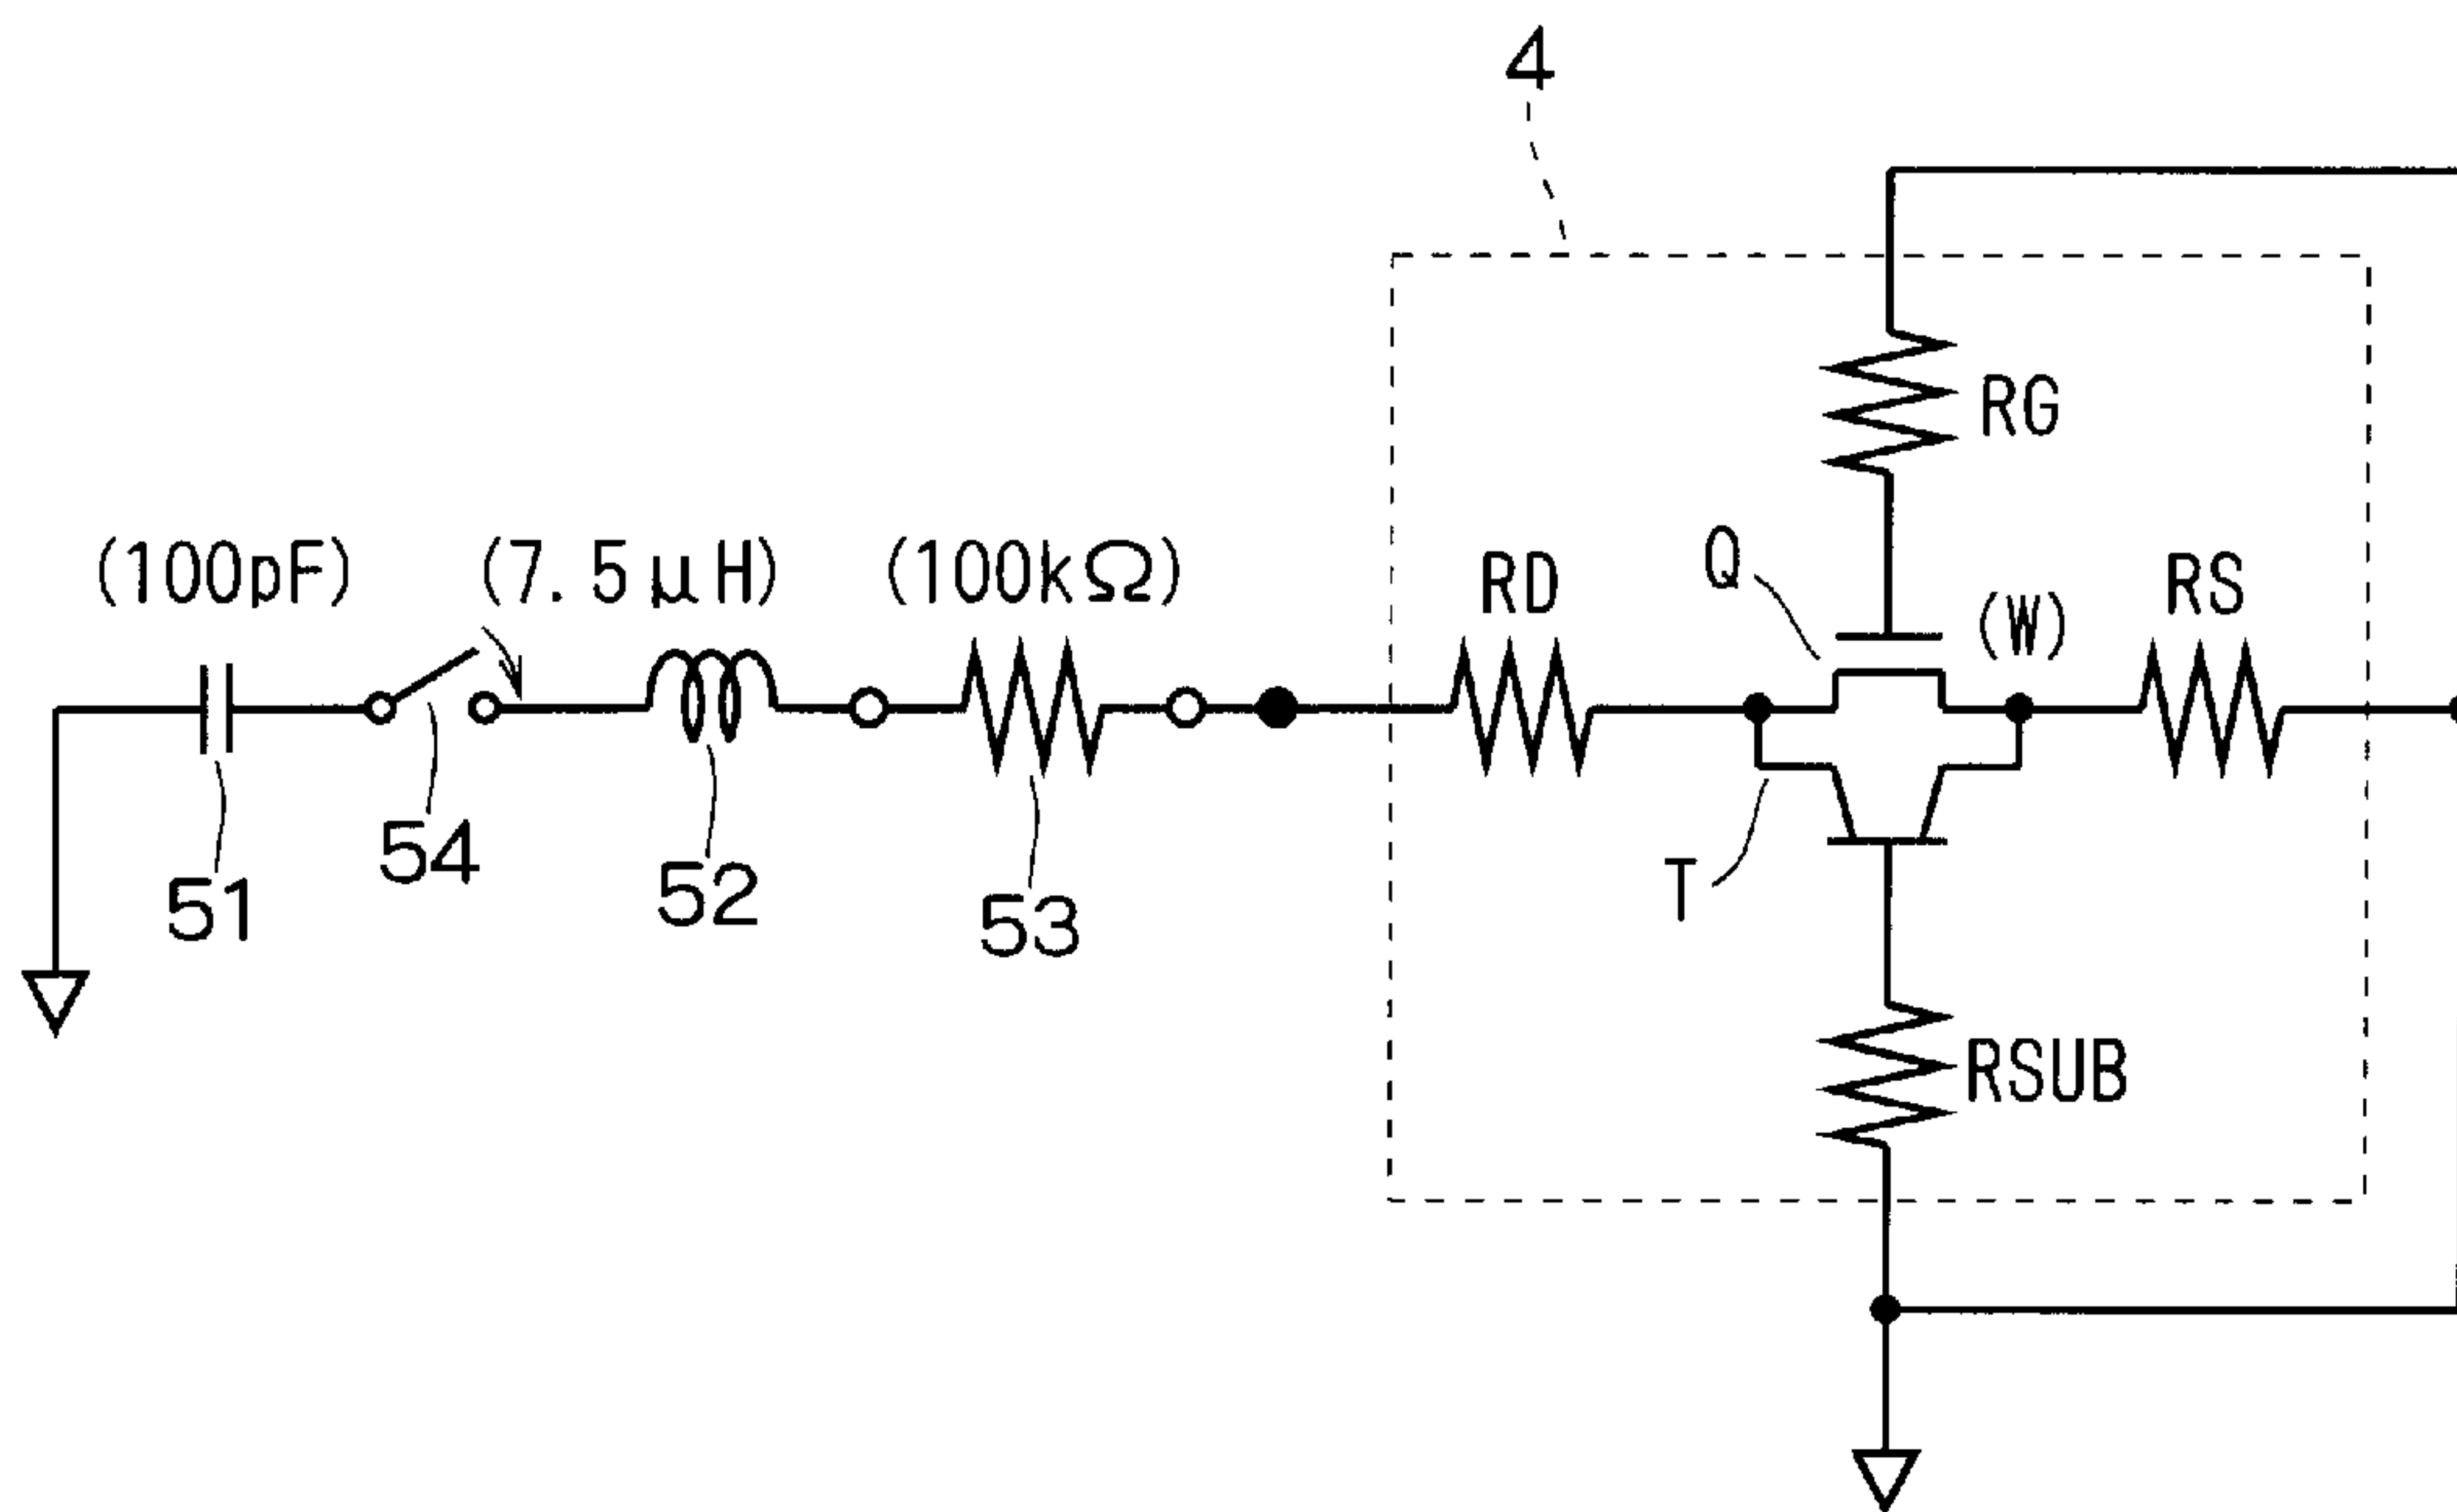 4
RG
(100pF) (7.5μH) (100kΩ)
RD
Q
(W)
RS
51
54
52
53
T
RSUB